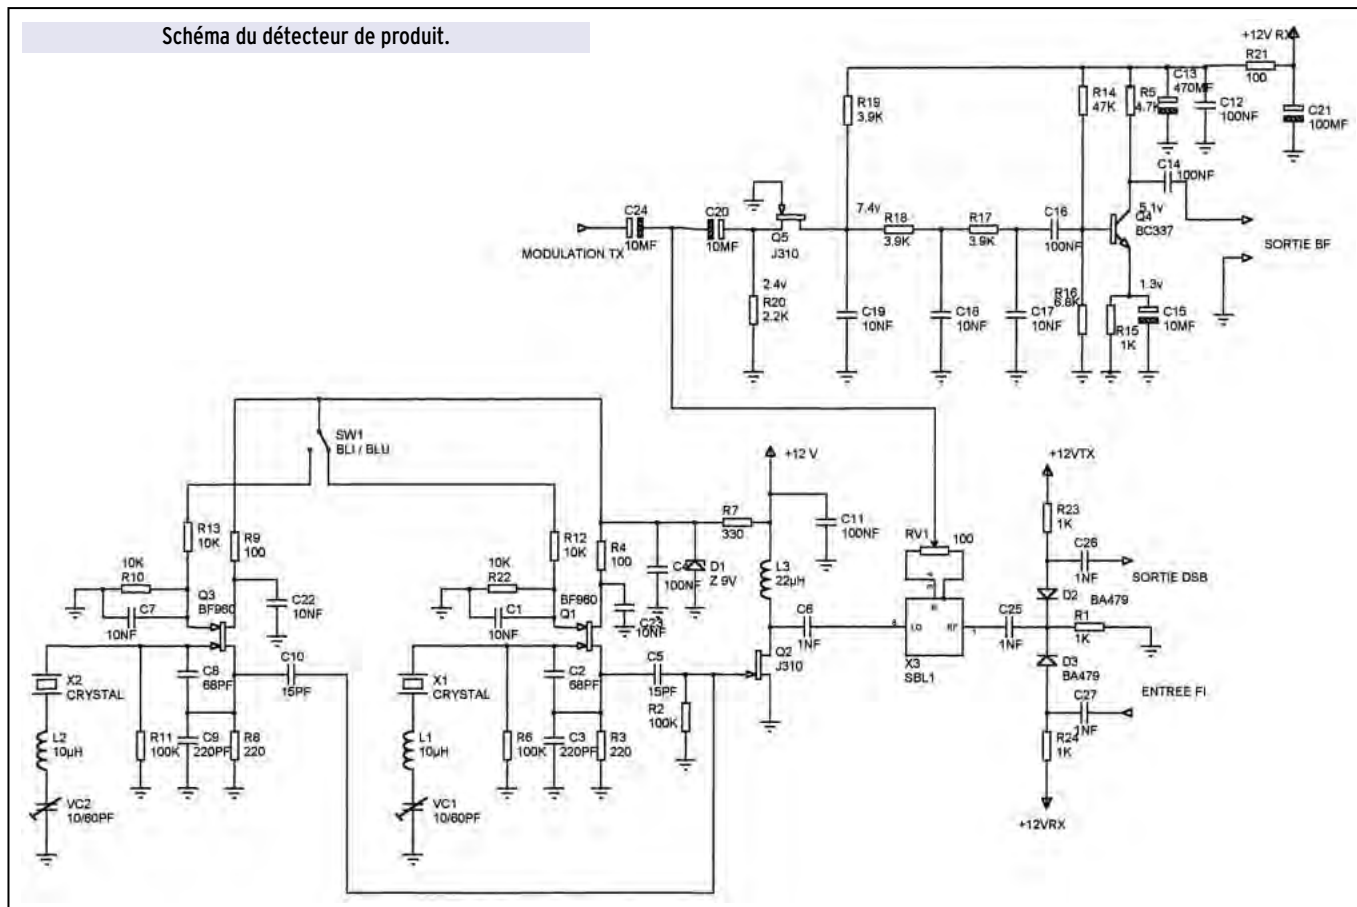 Schéma du détecteur de produit.
+12V RX
R21
100
C13
470MF
R14
47K
R5
4.7K
C12
100NF
C21
100MF
R19
3.9K
C14
100NF
C24
10MF
C20
10MF
MODULATION TX
Q5
J310
7.4v
R18
3.9K
R17
3.9K
C16
100NF
5.1v
Q4
BC337
SORTIE BF
2.4v
R20
2.2K
C19
10NF
C18
10NF
C17
10NF
R16
6.8K
1.3v
R15
1K
C15
10MF
SW1
BLI / BLU
+12 V
+12VTX
R13
10K
R9
100
R12
10K
R4
100
R7
330
C11
100NF
RV1
100
R23
1K
C26
1NF
SORTIE DSB
10K
R10
C7
10NF
Q3
BF960
C22
10NF
10K
R22
C1
10NF
BF960
Q1
C4
100NF
D1
Z 9V
C23
10NF
L3
22µH
C6
1NF
8
LO
IF
RF
1
3,4
X3
SBL1
C25
1NF
D2
BA479
R1
1K
D3
BA479
ENTREE FI
C27
1NF
R24
1K
+12VRX
X2
CRYSTAL
C8
68PF
C10
15PF
X1
CRYSTAL
C2
68PF
C5
15PF
Q2
J310
R2
100K
L2
10µH
R11
100K
C9
220PF
R8
220
L1
10µH
R6
100K
C3
220PF
R3
220
VC2
10/60PF
VC1
10/60PF